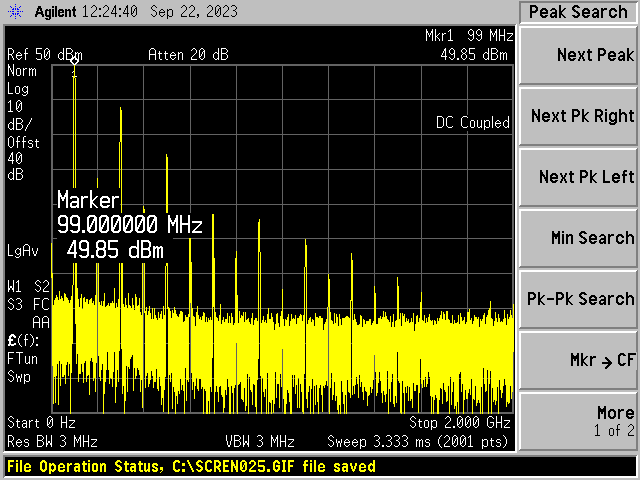 Agilent 12:24:40 Sep 22, 2023
Peak Search
Mkr1 99 MHz
Ref 50 dBm Atten 20 dB 49.85 dBm
Norm
Log
10
dB/
Offst
40
dB
1
DC Coupled
Marker
99.000000 MHz
49.85 dBm
LgAv
W1 S2
S3 FC
AA
£(f):
FTun
Swp
Start 0 Hz Stop 2.000 GHz
Res BW 3 MHz VBW 3 MHz Sweep 3.333 ms (2001 pts)
File Operation Status, C:\SCREN025.GIF file saved
Next Peak
Next Pk Right
Next Pk Left
Min Search
Pk-Pk Search
Mkr → CF
More
1 of 2